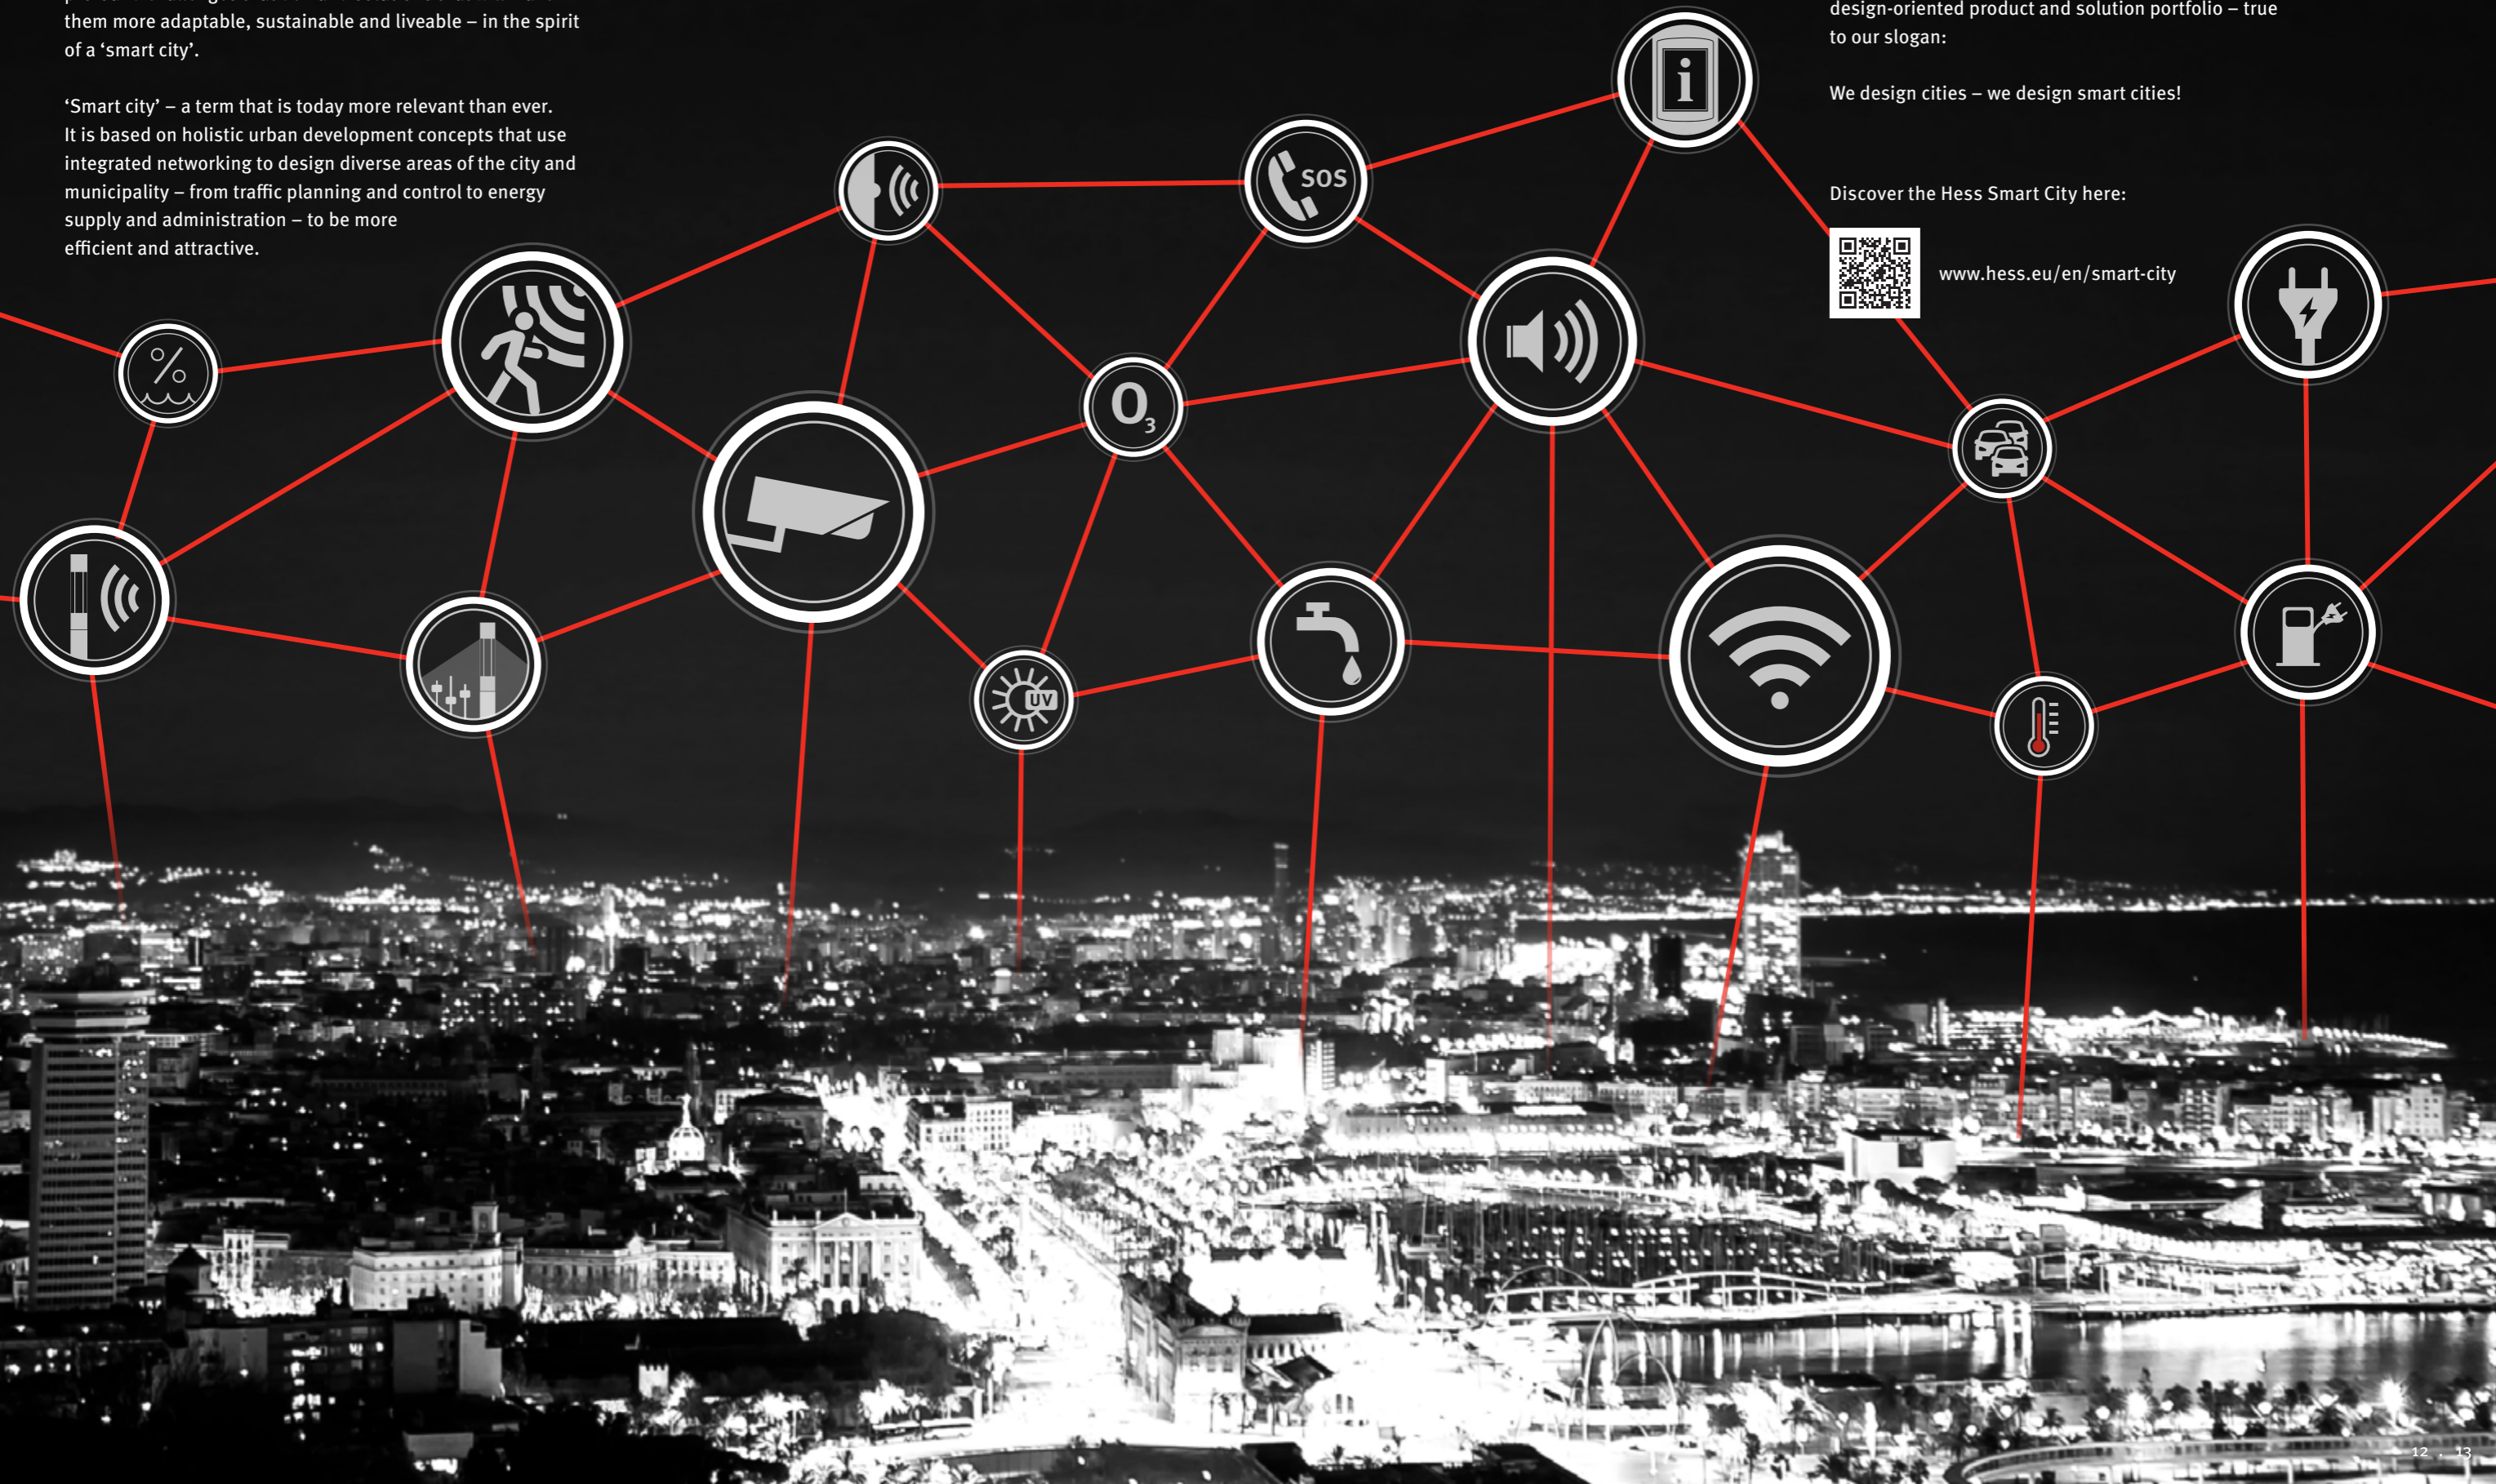 them more adaptable, sustainable and liveable – in the spirit
of a ‘smart city’.
‘Smart city’ – a term that is today more relevant than ever.
It is based on holistic urban development concepts that use
integrated networking to design diverse areas of the city and
municipality – from traffic planning and control to energy
supply and administration – to be more
efficient and attractive.
design-oriented product and solution portfolio – true
to our slogan:
We design cities – we design smart cities!
Discover the Hess Smart City here:
www.hess.eu/en/smart-city
i
SOS
%
O₃
UV
12 . 13